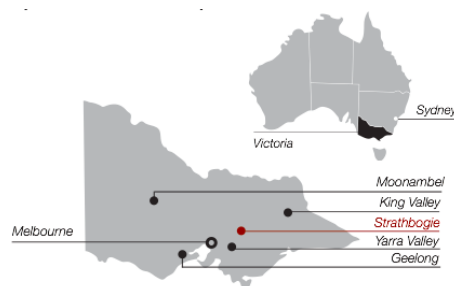 Sydney
Victoria
Moonambel
King Valley
Strathbogie
Melbourne
Yarra Valley
Geelong